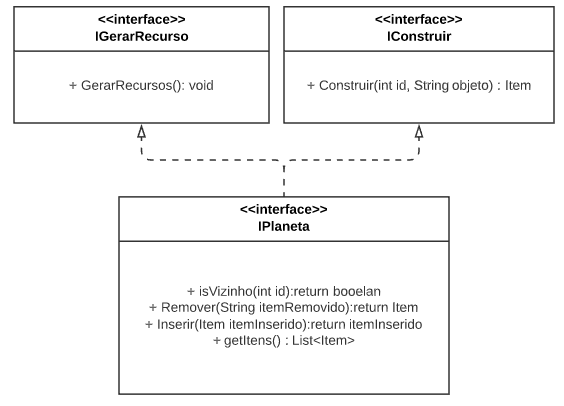 <<interface>>
IGerarRecurso
+ GerarRecursos(): void
<<interface>>
IConstruir
+ Construir(int id, String objeto) : Item
<<interface>>
IPlaneta
+ isVizinho(int id):return booelan
+ Remover(String itemRemovido):return Item
+ Inserir(Item itemInserido):return itemInserido
+ getItens() : List<Item>